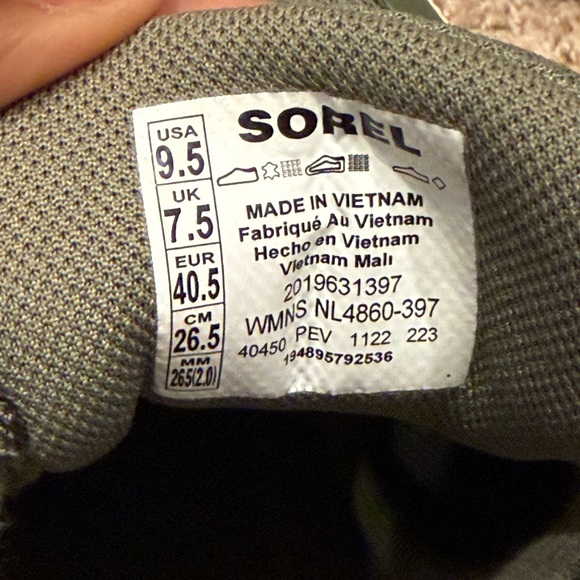 SOREL
USA
9.5
UK
7.5
EUR
40.5
CM
26.5
MM
265(2.0)
MADE IN VIETNAM
Fabriqué Au Vietnam
Hecho en Vietnam
Vietnam Malı
2019631397
WMNS NL4860-397
40450 PEV 1122 223
194895792536